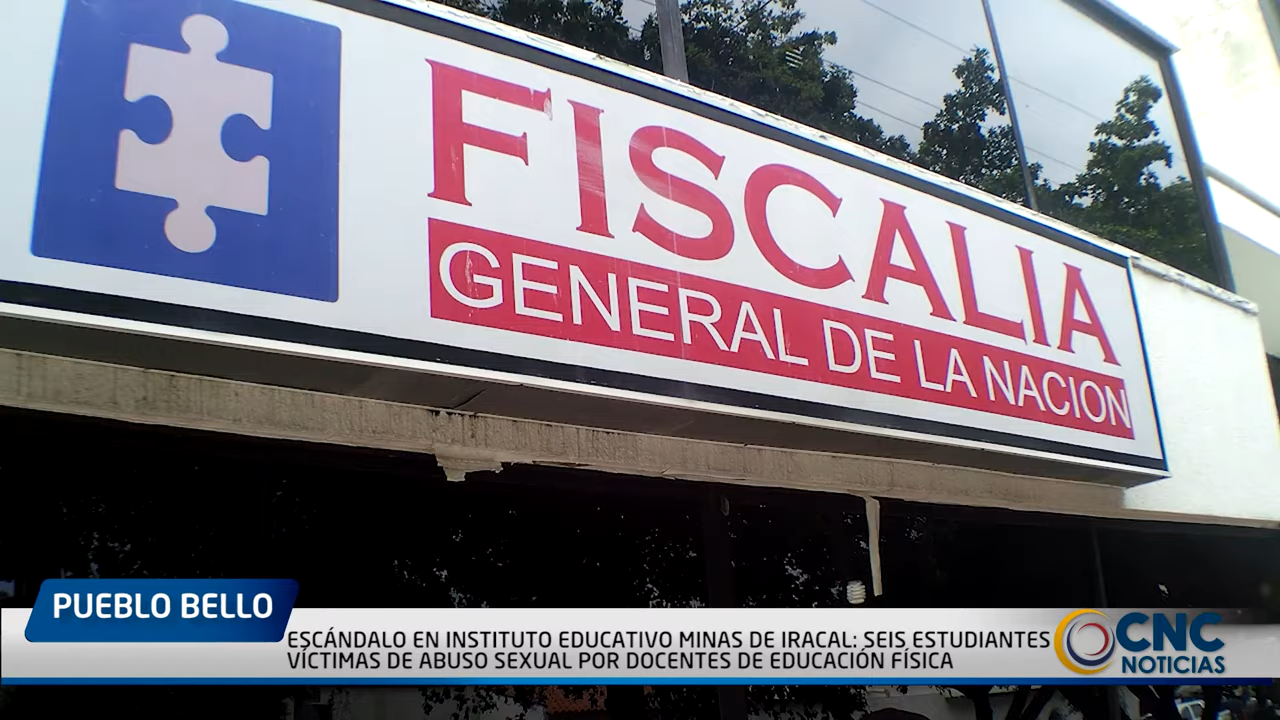 FISCALIA
GENERAL DE LA NACION
PUEBLO BELLO
ESCÁNDALO EN INSTITUTO EDUCATIVO MINAS DE IRACAL: SEIS ESTUDIANTES
VÍCTIMAS DE ABUSO SEXUAL POR DOCENTES DE EDUCACIÓN FÍSICA
CNC
NOTICIAS